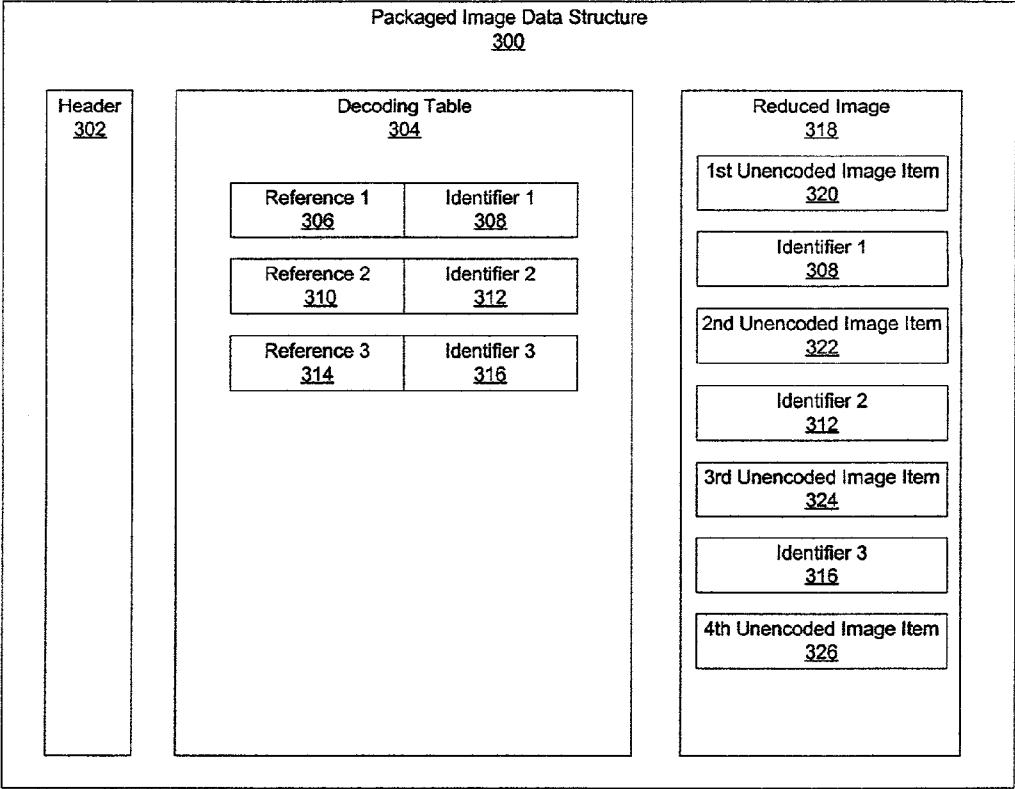 Packaged Image Data Structure
300
Header
302
Decoding Table
304
Reference 1
306
Identifier 1
308
Reference 2
310
Identifier 2
312
Reference 3
314
Identifier 3
316
Reduced Image
318
1st Unencoded Image Item
320
Identifier 1
308
2nd Unencoded Image Item
322
Identifier 2
312
3rd Unencoded Image Item
324
Identifier 3
316
4th Unencoded Image Item
326